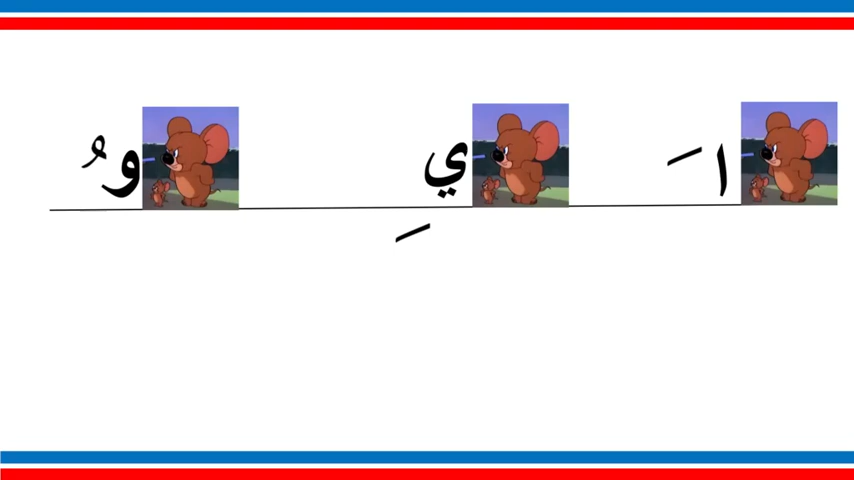 ا َ ي ِ و ُ